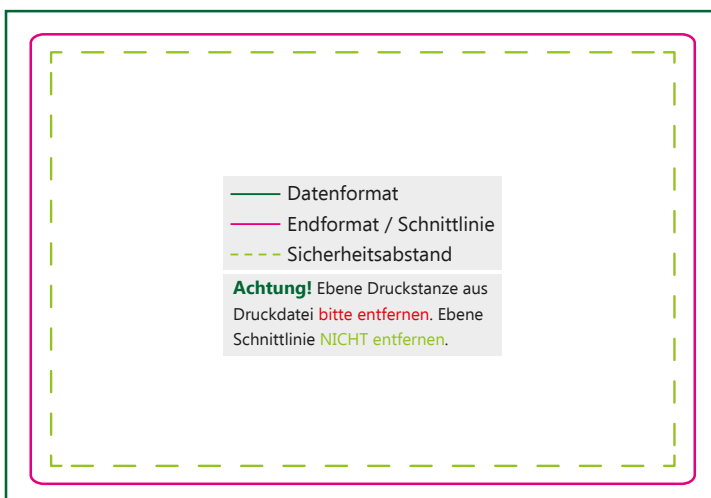 Datenformat
Endformat / Schnittlinie
Sicherheitsabstand
Achtung! Ebene Druckstanze aus
Druckdatei bitte entfernen. Ebene
Schnittlinie NICHT entfernen.